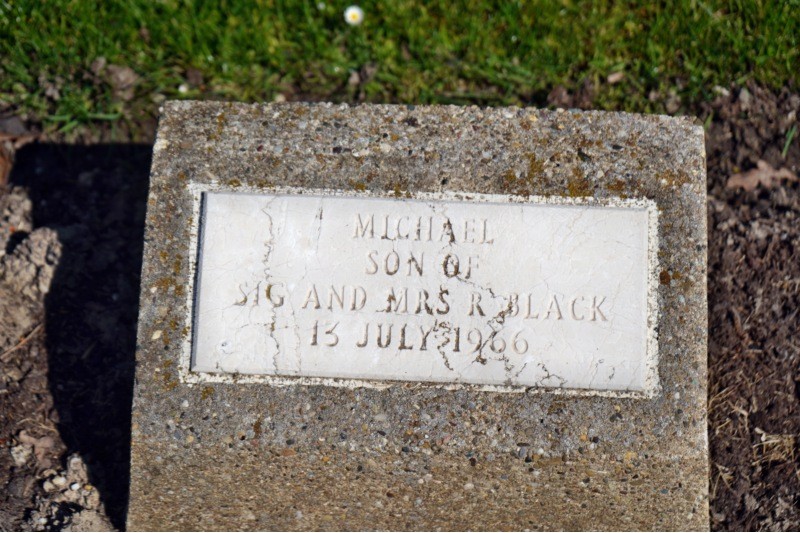 MICHAEL
SON OF
SIG AND MRS R BLACK
13 JULY 1966